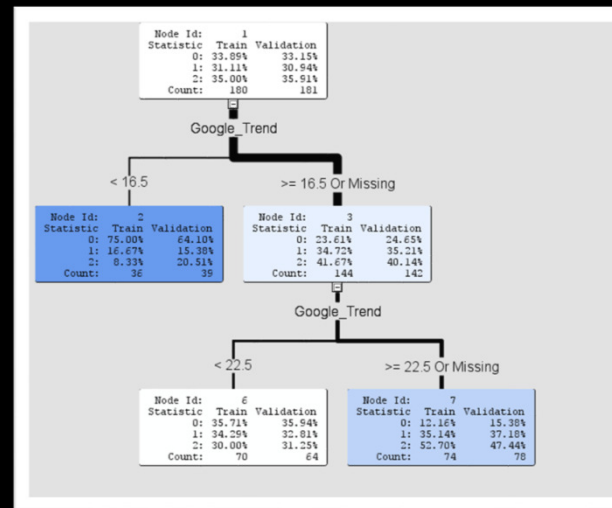 Node Id: 1
Statistic Train Validation
0: 33.89% 33.15%
1: 31.11% 30.94%
2: 35.00% 35.91%
Count: 180 181
Google_Trend
< 16.5
>= 16.5 Or Missing
Node Id: 2
Statistic Train Validation
0: 75.00% 64.10%
1: 16.67% 15.38%
2: 8.33% 20.51%
Count: 36 39
Node Id: 3
Statistic Train Validation
0: 23.61% 24.65%
1: 34.72% 35.21%
2: 41.67% 40.14%
Count: 144 142
Google_Trend
< 22.5
>= 22.5 Or Missing
Node Id: 6
Statistic Train Validation
0: 35.71% 35.94%
1: 34.29% 32.81%
2: 30.00% 31.25%
Count: 70 64
Node Id: 7
Statistic Train Validation
0: 12.16% 15.38%
1: 35.14% 37.18%
2: 52.70% 47.44%
Count: 74 78